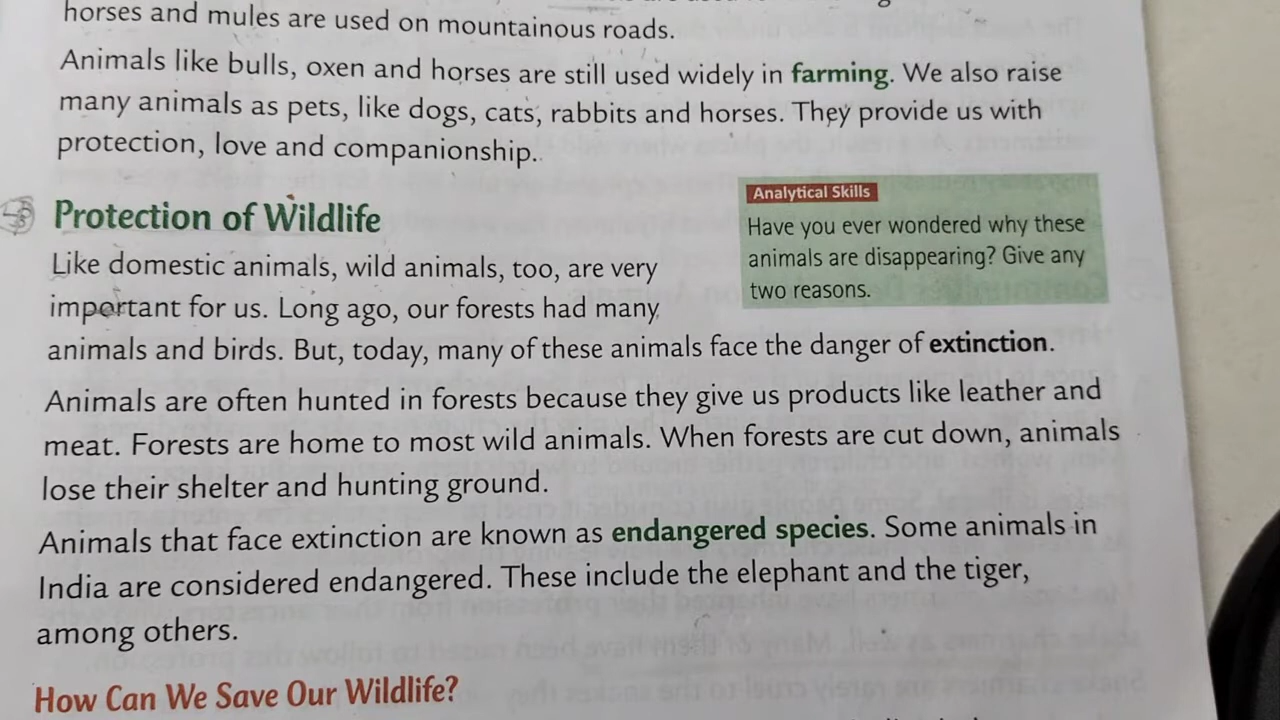 horses and mules are used on mountainous roads.
Animals like bulls, oxen and horses are still used widely in farming. We also raise
many animals as pets, like dogs, cats, rabbits and horses. They provide us with
protection, love and companionship.
Protection of Wildlife
Like domestic animals, wild animals, too, are very
important for us. Long ago, our forests had many
animals and birds. But, today, many of these animals face the danger of extinction.
Analytical Skills
Have you ever wondered why these
animals are disappearing? Give any
two reasons.
Animals are often hunted in forests because they give us products like leather and
meat. Forests are home to most wild animals. When forests are cut down, animals
lose their shelter and hunting ground.
Animals that face extinction are known as endangered species. Some animals in
India are considered endangered. These include the elephant and the tiger,
among others.
How Can We Save Our Wildlife?